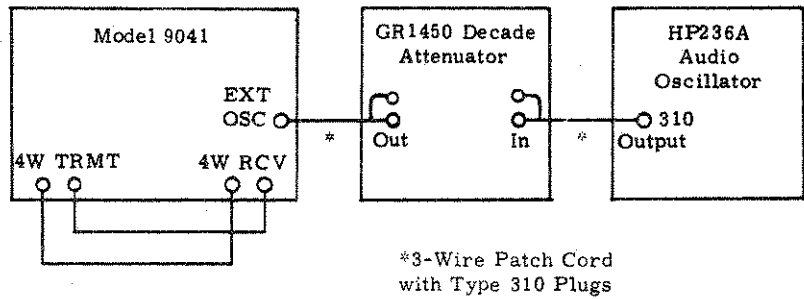 Model 9041
EXT
OSC
4W TRMT
4W RCV
GR1450 Decade
Attenuator
Out
In
HP236A
Audio
Oscillator
310
Output
*
*
*3-Wire Patch Cord
with Type 310 Plugs